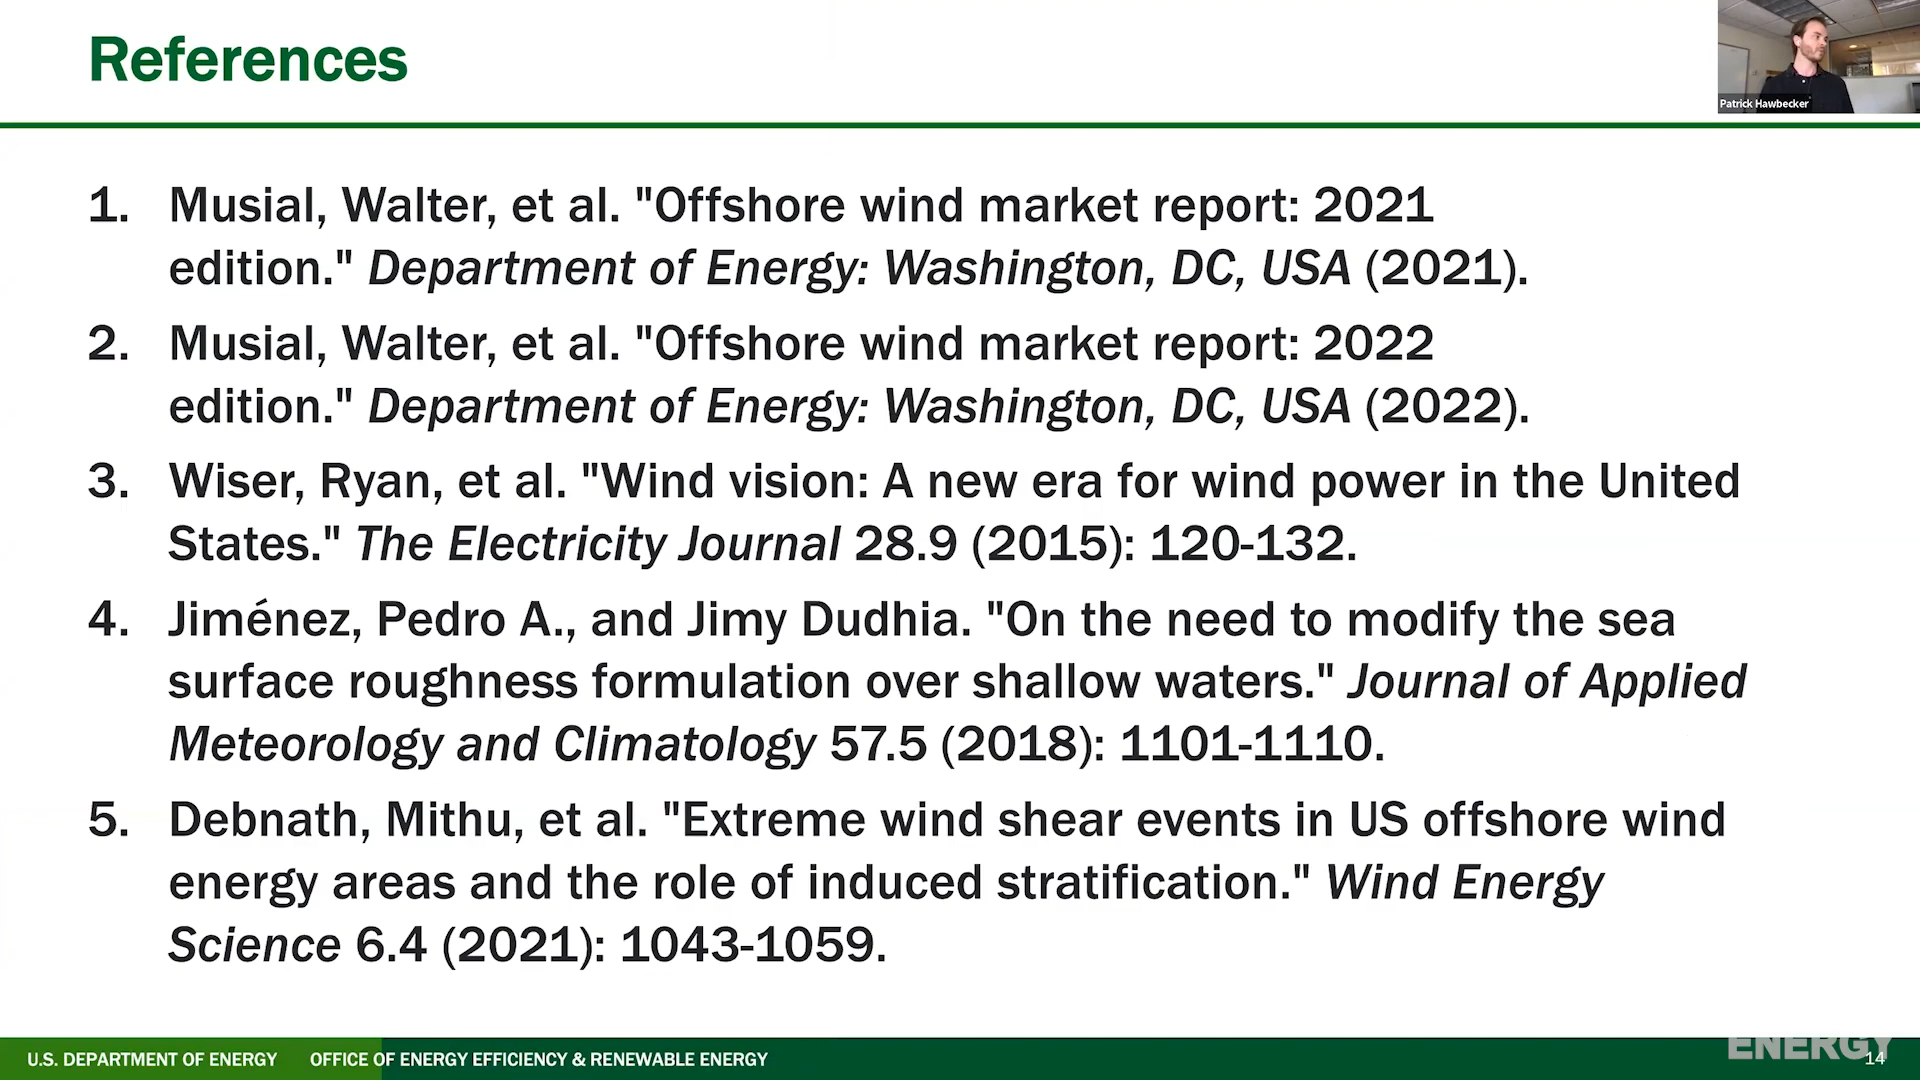 References
Patrick Hawbecker
1. Musial, Walter, et al. "Offshore wind market report: 2021
edition." Department of Energy: Washington, DC, USA (2021).
2. Musial, Walter, et al. "Offshore wind market report: 2022
edition." Department of Energy: Washington, DC, USA (2022).
3. Wiser, Ryan, et al. "Wind vision: A new era for wind power in the United
States." The Electricity Journal 28.9 (2015): 120-132.
4. Jiménez, Pedro A., and Jimy Dudhia. "On the need to modify the sea
surface roughness formulation over shallow waters." Journal of Applied
Meteorology and Climatology 57.5 (2018): 1101-1110.
5. Debnath, Mithu, et al. "Extreme wind shear events in US offshore wind
energy areas and the role of induced stratification." Wind Energy
Science 6.4 (2021): 1043-1059.
U.S. DEPARTMENT OF ENERGY OFFICE OF ENERGY EFFICIENCY & RENEWABLE ENERGY
ENERGY
14